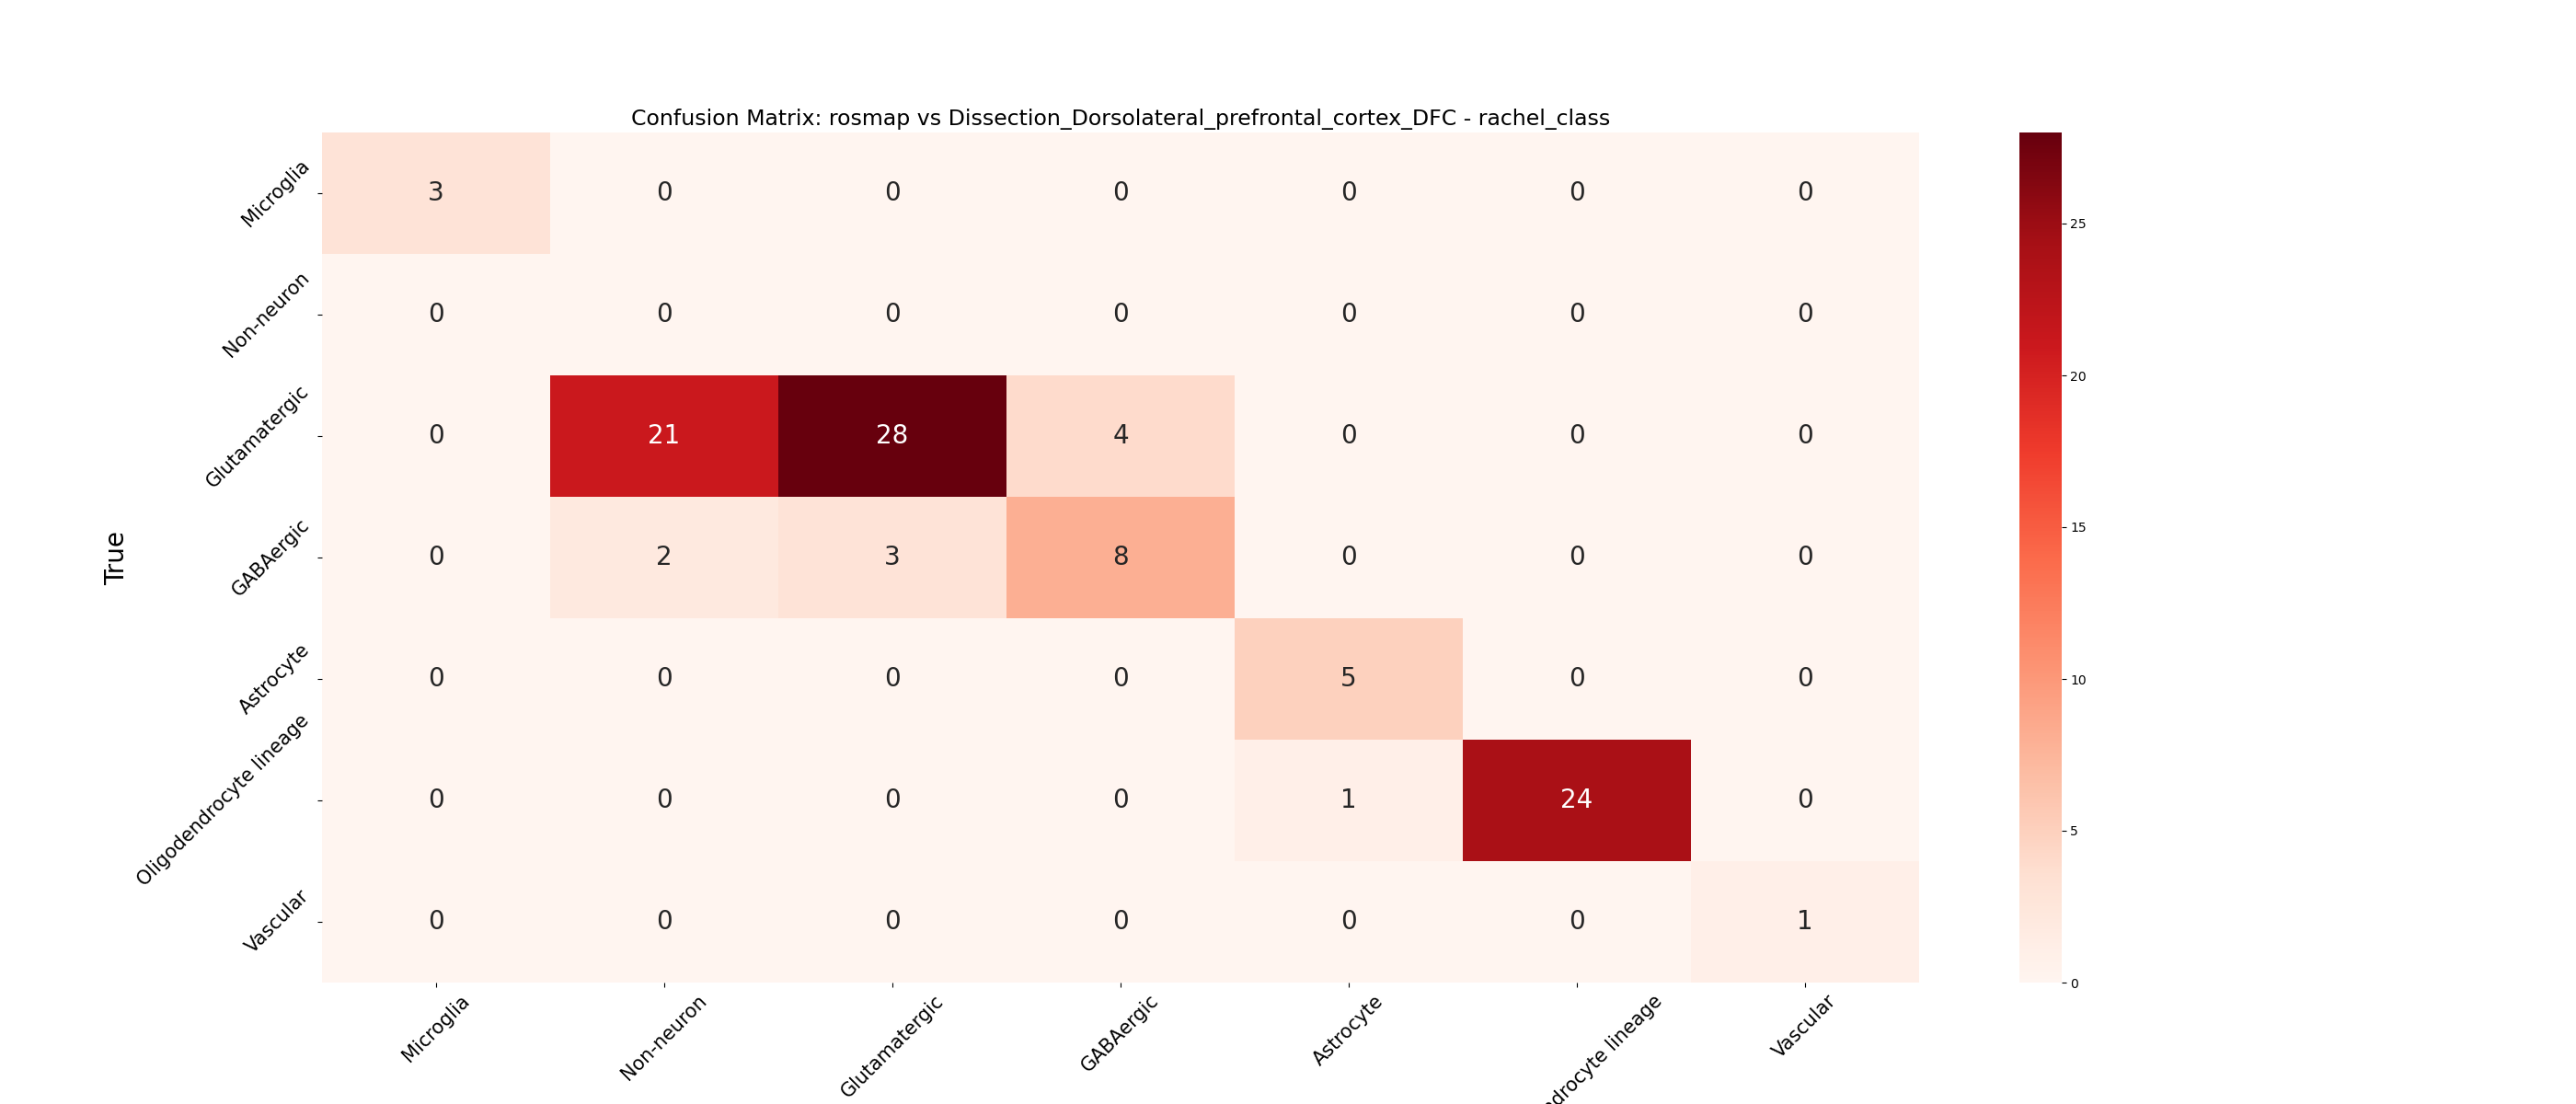 Confusion Matrix: rosmap vs Dissection_Dorsolateral_prefrontal_cortex_DFC - rachel_class
True
Microglia 3 0 0 0 0 0 0
Non-neuron 0 0 0 0 0 0 0
Glutamatergic 0 21 28 4 0 0 0
GABAergic 0 2 3 8 0 0 0
Astrocyte 0 0 0 0 5 0 0
Oligodendrocyte lineage 0 0 0 0 1 24 0
Vascular 0 0 0 0 0 0 1
Microglia Non-neuron Glutamatergic GABAergic Astrocyte ndrocyte lineage Vascular
25
20
15
10
5
0